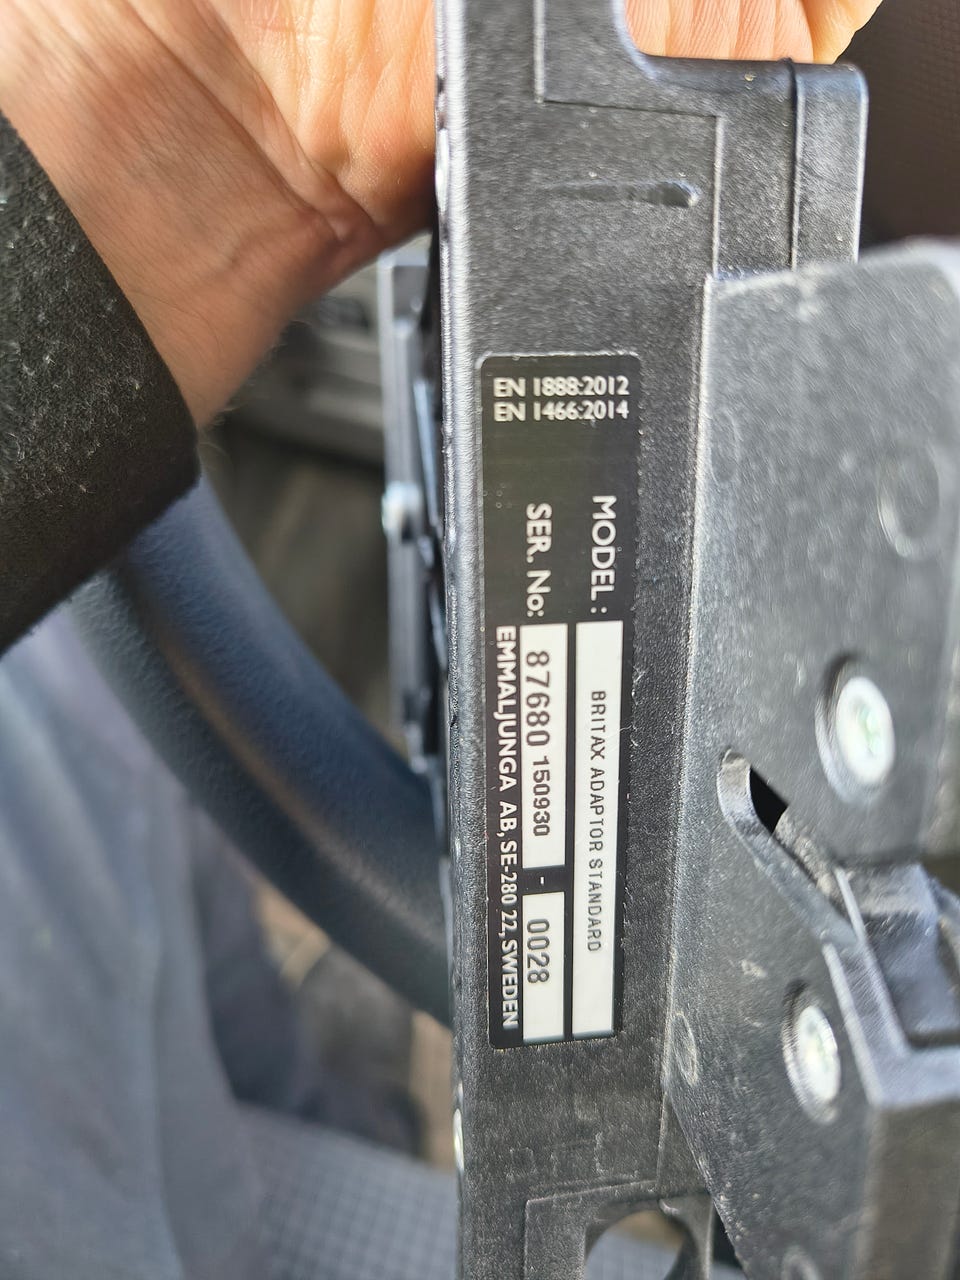 EN 1888:2012
EN 1466:2014
MODEL: BRITAX ADAPTOR STANDARD
SER. No: 87680 150930 - 0028
EMMALJUNGA AB, SE-280 22, SWEDEN